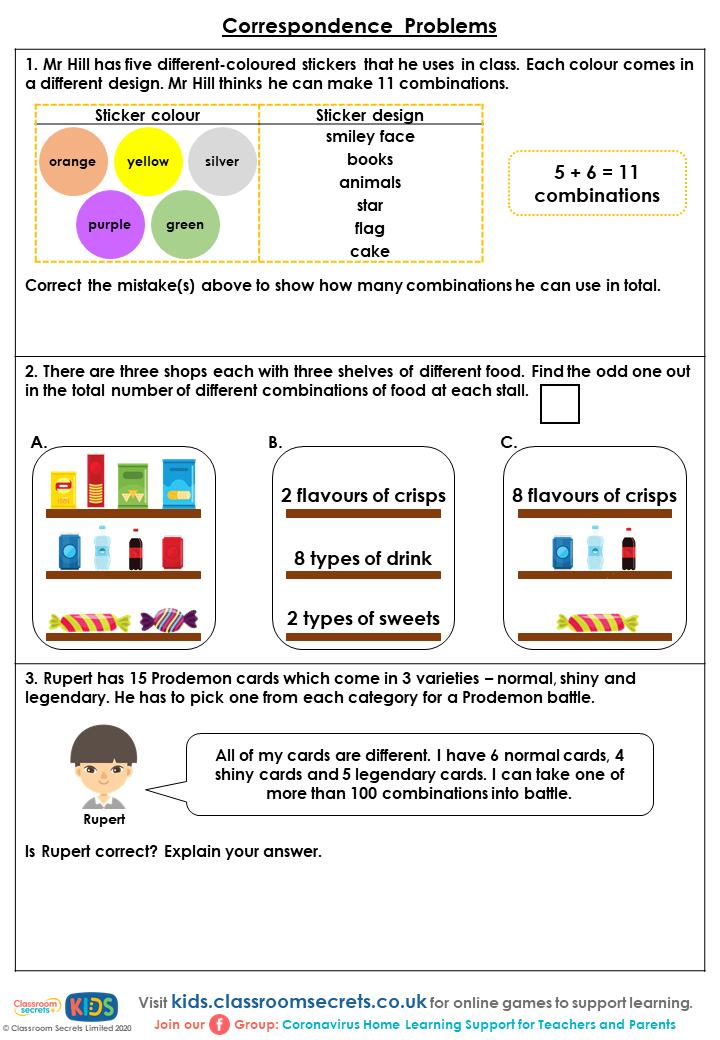 Correspondence Problems
1. Mr Hill has five different-coloured stickers that he uses in class. Each colour comes in
a different design. Mr Hill thinks he can make 11 combinations.
Sticker colour
Sticker design
orange
yellow
silver
purple
green
smiley face
books
animals
star
flag
cake
5 + 6 = 11
combinations
Correct the mistake(s) above to show how many combinations he can use in total.
2. There are three shops each with three shelves of different food. Find the odd one out
in the total number of different combinations of food at each stall.
A.
B.
C.
2 flavours of crisps
8 types of drink
2 types of sweets
8 flavours of crisps
3. Rupert has 15 Prodemon cards which come in 3 varieties – normal, shiny and
legendary. He has to pick one from each category for a Prodemon battle.
All of my cards are different. I have 6 normal cards, 4
shiny cards and 5 legendary cards. I can take one of
more than 100 combinations into battle.
Rupert
Is Rupert correct? Explain your answer.
Classroom
Secrets
KIDS
© Classroom Secrets Limited 2020
Visit kids.classroomsecrets.co.uk for online games to support learning.
Join our f Group: Coronavirus Home Learning Support for Teachers and Parents